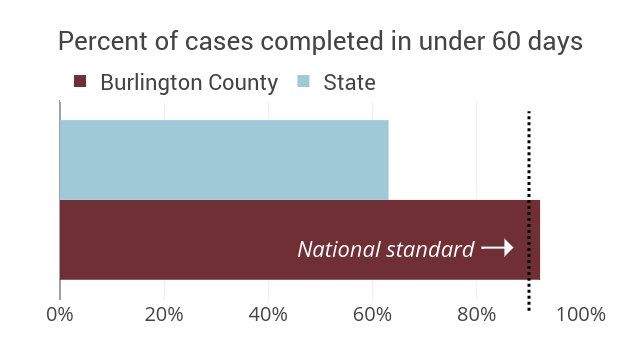 Percent of cases completed in under 60 days
Burlington County State
National standard
0% 20% 40% 60% 80% 100%